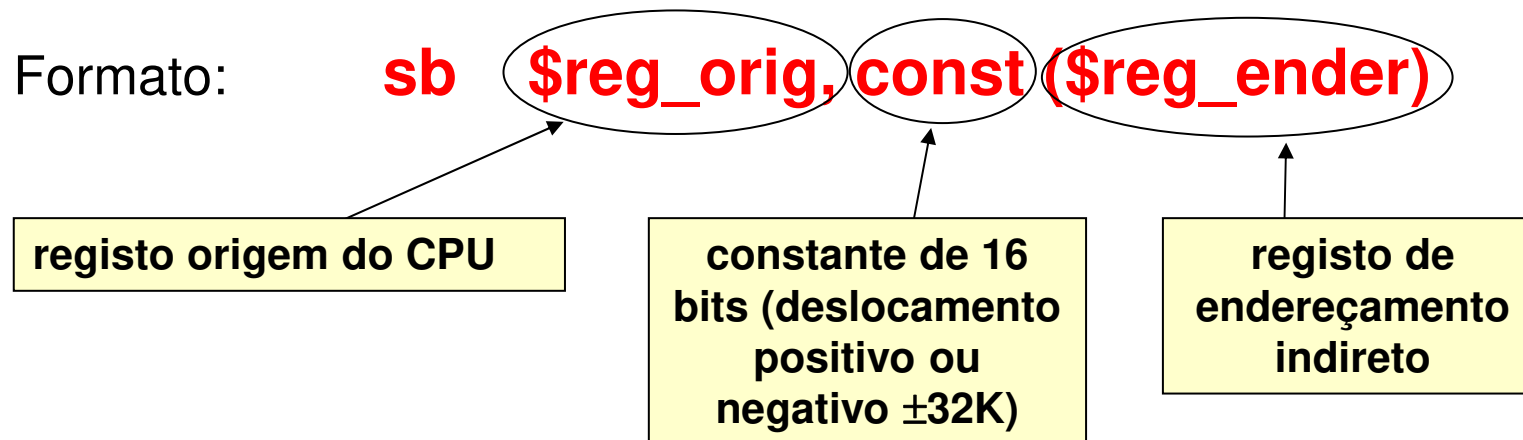 Formato: sb $reg_orig, const ($reg_ender)
registo origem do CPU
constante de 16
bits (deslocamento
positivo ou
negativo ±32K)
registo de
endereçamento
indireto